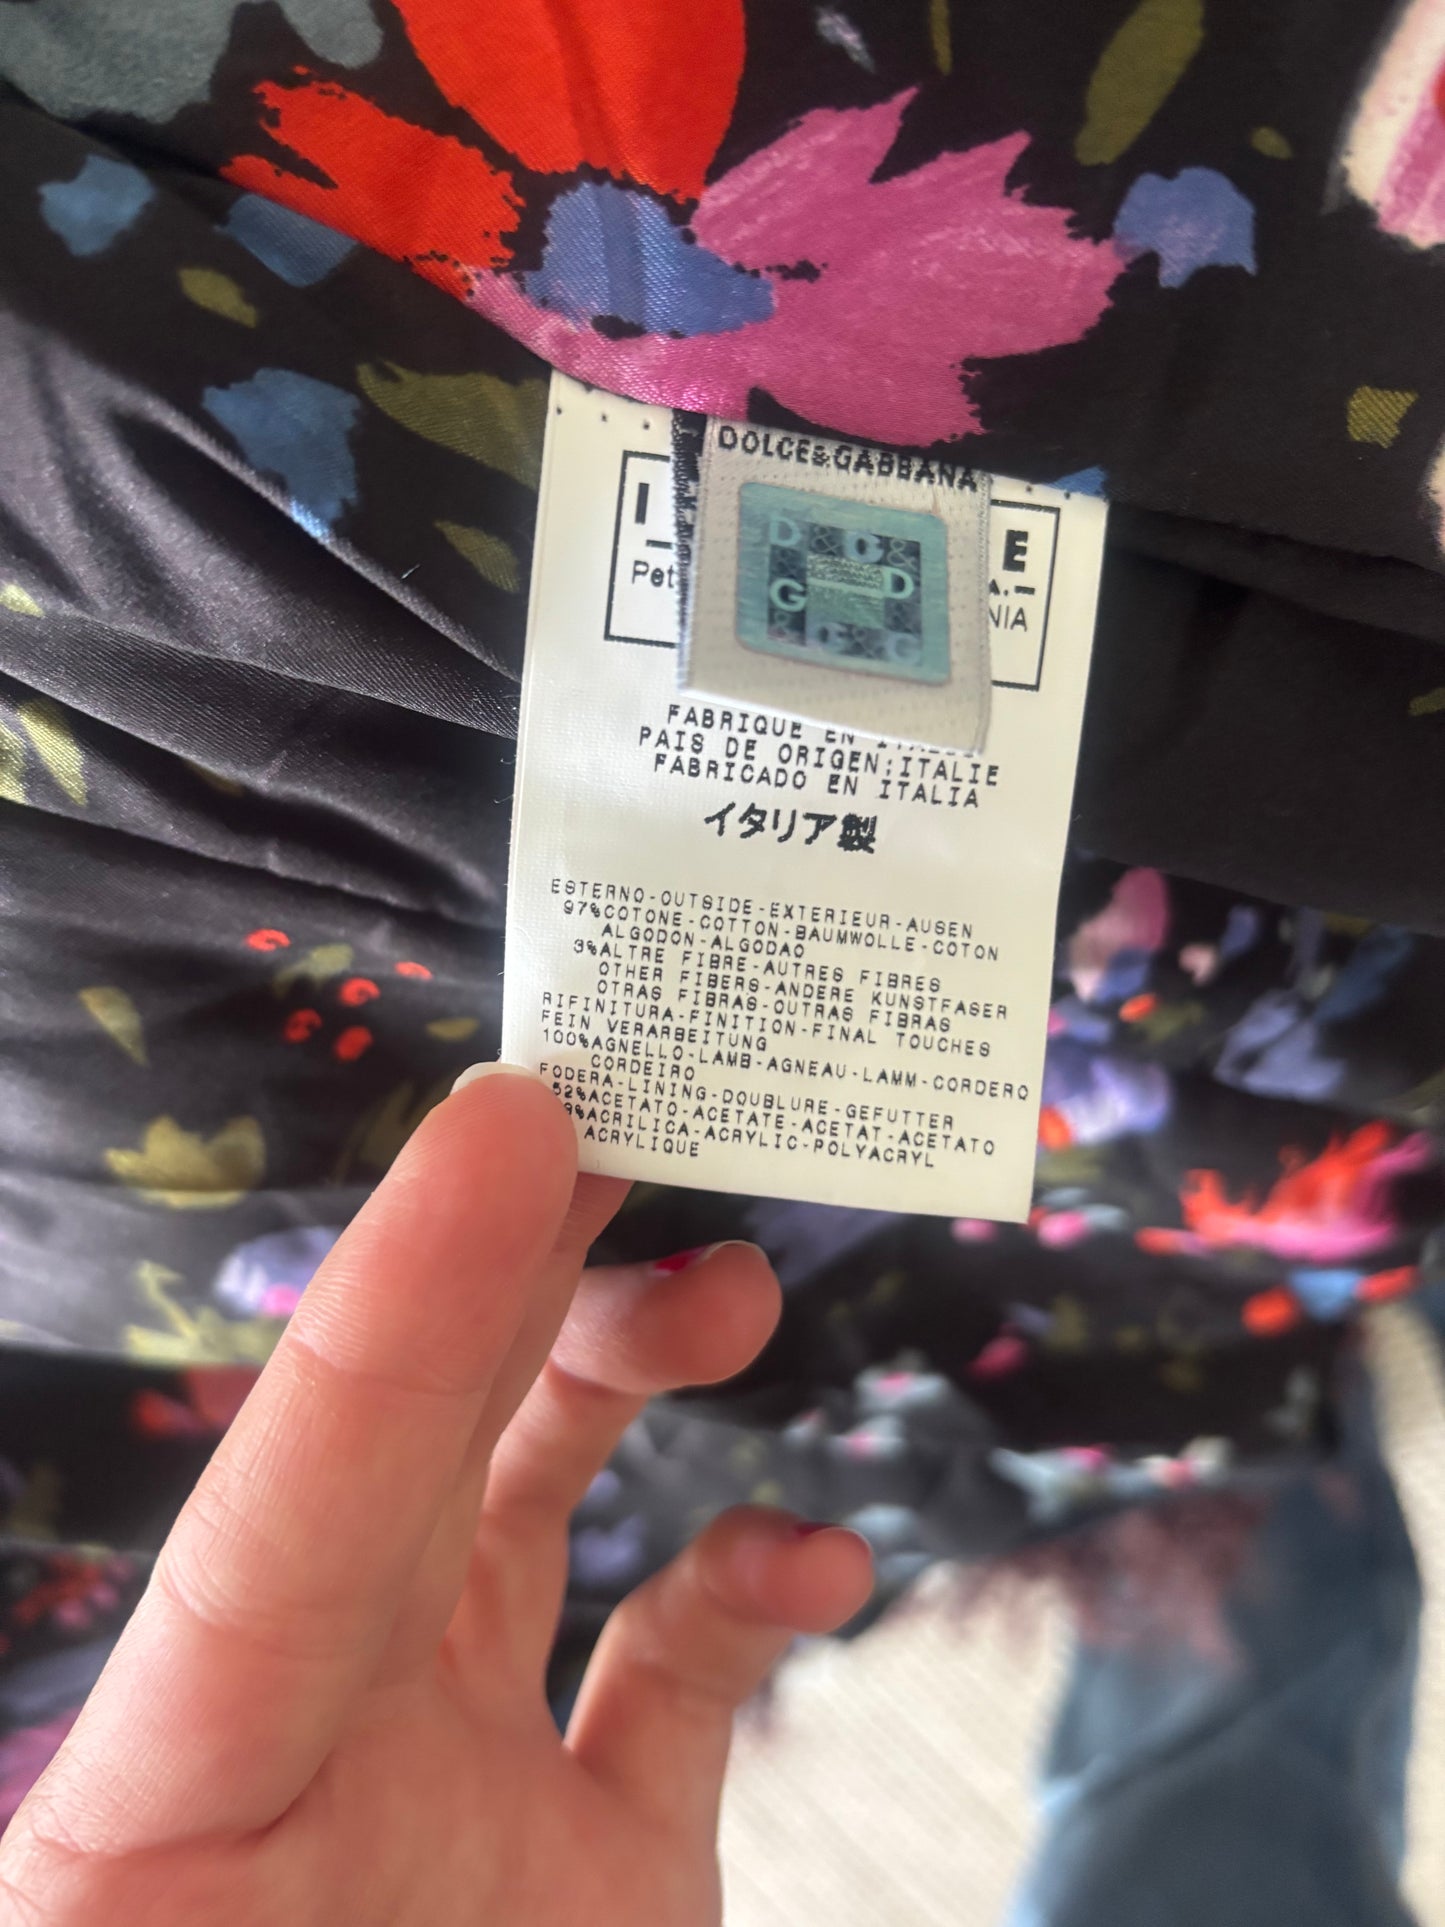 DOLCE&GABBANA
D & G &
G D
& G & G
I E
Pet NIA
FABRIQUE EN
PAIS DE ORIGEN:ITALIE
FABRICADO EN ITALIA
イタリア製
ESTERNO-OUTSIDE-EXTERIEUR-AUSEN
97%COTONE-COTTON-BAUMWOLLE-COTON
ALGODON-ALGODAO
3%ALTRE FIBRE-AUTRES FIBRES
OTHER FIBERS-ANDERE KUNSTFASER
OTRAS FIBRAS-OUTRAS FIBRAS
RIFINITURA-FINITION-FINAL TOUCHES
FEIN VERARBEITUNG
100%AGNELLO-LAMB-AGNEAU-LAMM-CORDERO
CORDEIRO
FODERA-LINING-DOUBLURE-GEFUTTER
52%ACETATO-ACETATE-ACETAT-ACETATO
%ACRILICA-ACRYLIC-POLYACRYL
ACRYLIQUE